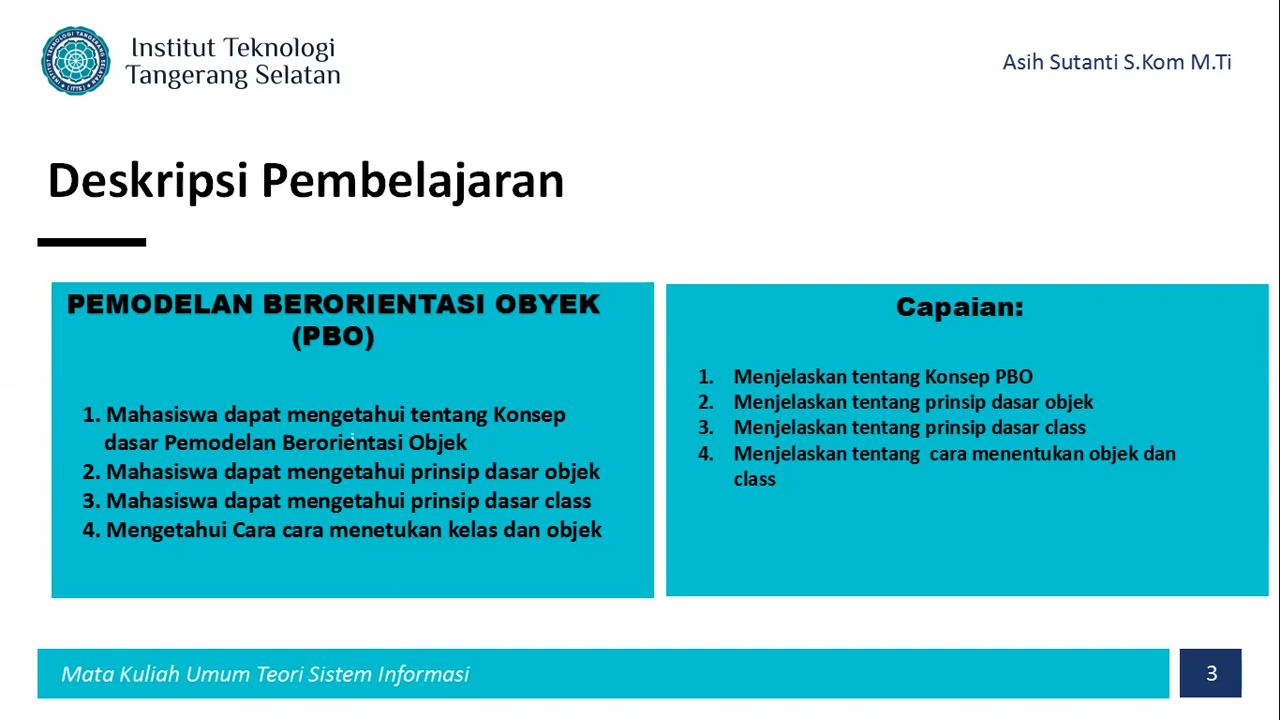 Institut Teknologi
Tangerang Selatan
Asih Sutanti S.Kom M.Ti
Deskripsi Pembelajaran
PEMODELAN BERORIENTASI OBYEK
(PBO)
1. Mahasiswa dapat mengetahui tentang Konsep
dasar Pemodelan Berorientasi Objek
2. Mahasiswa dapat mengetahui prinsip dasar objek
3. Mahasiswa dapat mengetahui prinsip dasar class
4. Mengetahui Cara cara menetukan kelas dan objek
Capaian:
1. Menjelaskan tentang Konsep PBO
2. Menjelaskan tentang prinsip dasar objek
3. Menjelaskan tentang prinsip dasar class
4. Menjelaskan tentang cara menentukan objek dan
class
Mata Kuliah Umum Teori Sistem Informasi
3